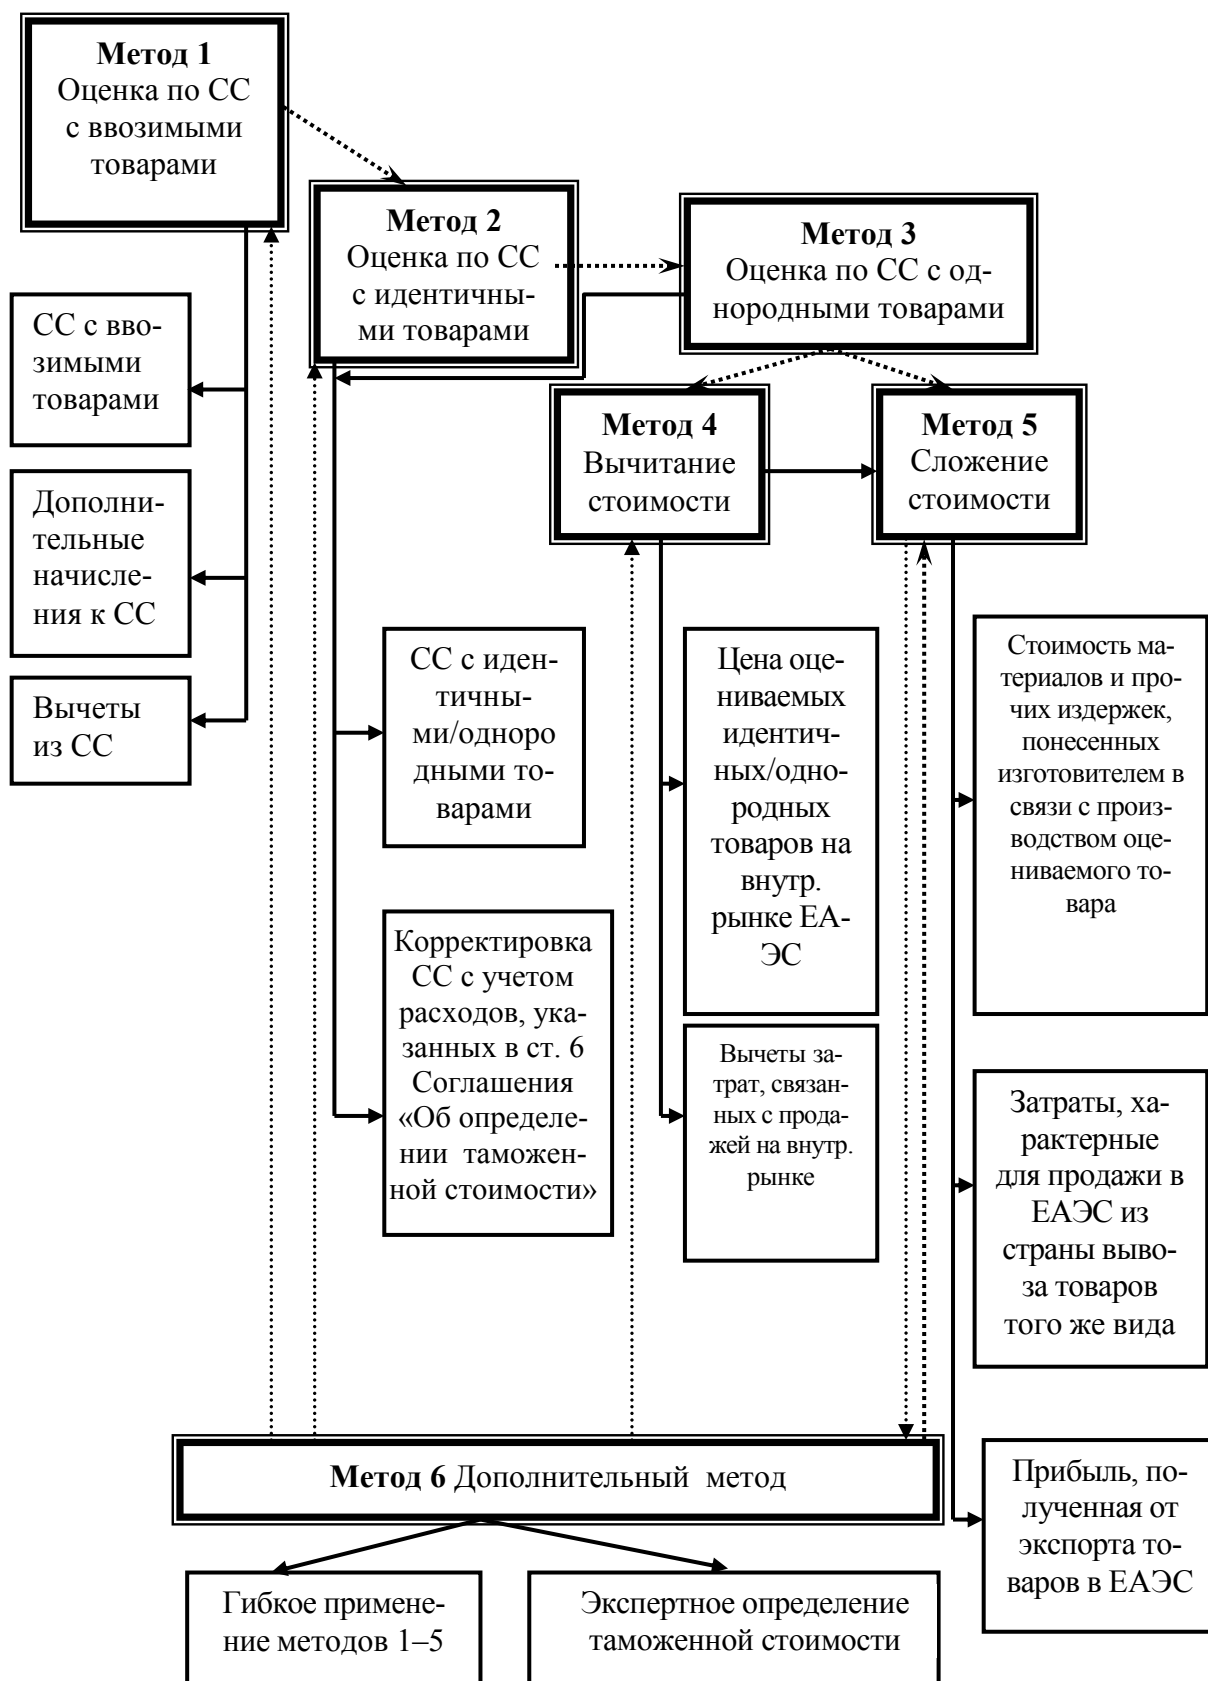 Метод 1
Оценка по СС
с ввозимыми
товарами
Метод 2
Оценка по СС
с идентичны-
ми товарами
Метод 3
Оценка по СС с од-
нородными товарами
СС с вво-
зимыми
товарами
Дополни-
тельные
начисле-
ния к СС
Вычеты
из СС
Метод 4
Вычитание
стоимости
Метод 5
Сложение
стоимости
СС с иден-
тичны-
ми/одноро
дными то-
варами
Корректировка
СС с учетом
расходов, ука-
занных в ст. 6
Соглашения
«Об определе-
нии таможен-
ной стоимости»
Цена оце-
ниваемых
идентич-
ных/одно-
родных
товаров на
внутр.
рынке ЕА-
ЭС
Вычеты за-
трат, связан-
ных с прода-
жей на внутр.
рынке
Стоимость ма-
териалов и про-
чих издержек,
понесенных
изготовителем в
связи с произ-
водством оце-
ниваемого то-
вара
Затраты, ха-
рактерные
для продажи в
ЕАЭС из
страны выво-
за товаров
того же вида
Прибыль, по-
лученная от
экспорта то-
варов в ЕАЭС
Метод 6 Дополнительный метод
Гибкое примене-
ние методов 1–5
Экспертное определение
таможенной стоимости